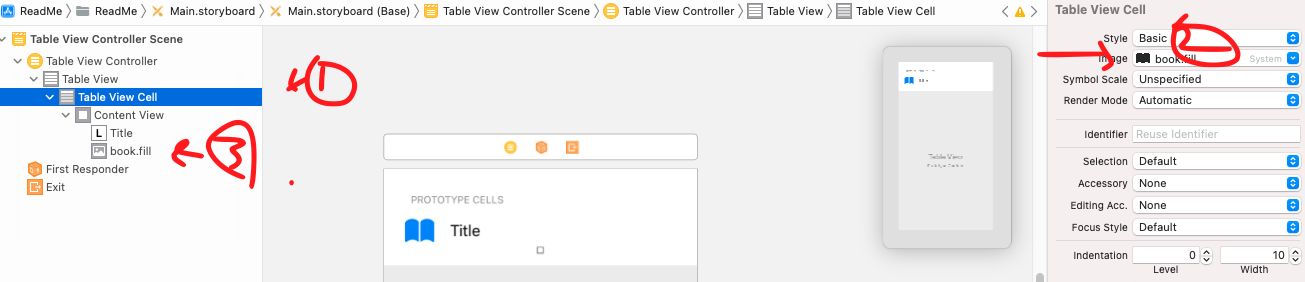 ReadMe 〉 ReadMe 〉 Main.storyboard 〉 Main.storyboard (Base) 〉 Table View Controller Scene 〉 Table View Controller 〉 Table View 〉 Table View Cell
Table View Controller Scene
Table View Controller
Table View
Table View Cell
Content View
L Title
book.fill
First Responder
Exit
1
3
PROTOTYPE CELLS
Title
Table View
Table View Cell
Style Basic
2
Image book.fill System
Symbol Scale Unspecified
Render Mode Automatic
Identifier Reuse Identifier
Selection Default
Accessory None
Editing Acc. None
Focus Style Default
Indentation 0 10
Level Width